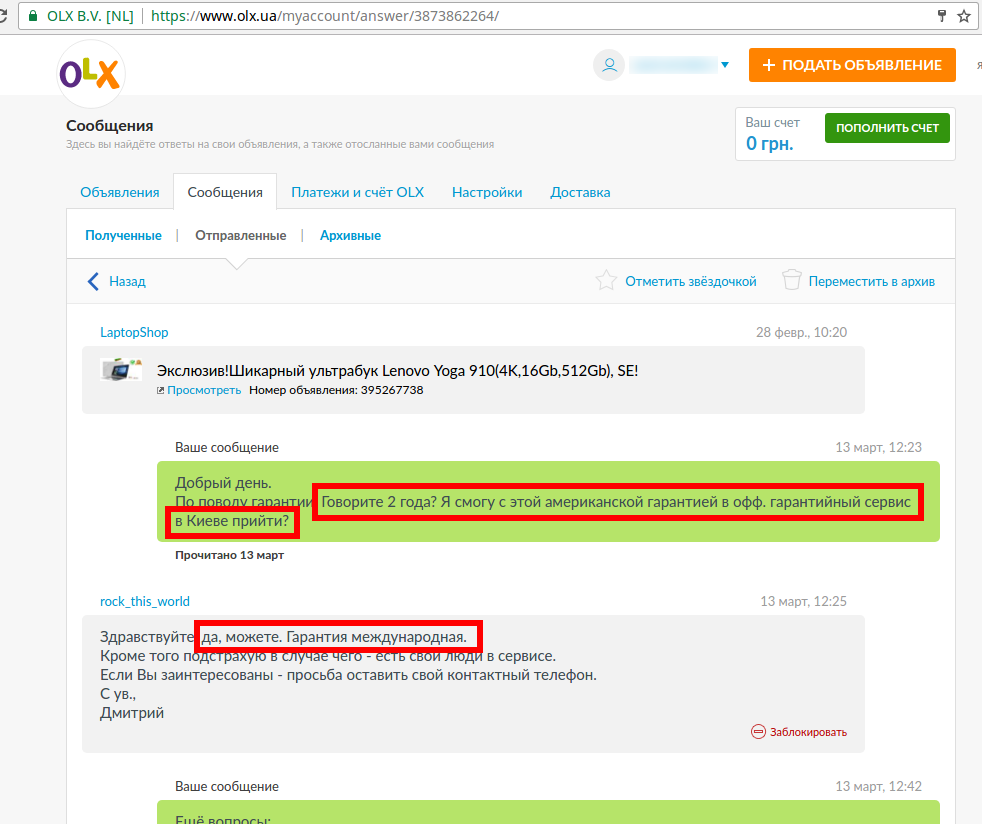 OLX B.V. [NL] https://www.olx.ua/myaccount/answer/3873862264/
OLX
+ ПОДАТЬ ОБЪЯВЛЕНИЕ
Сообщения
Здесь вы найдёте ответы на свои объявления, а также отосланные вами сообщения
Ваш счет
0 грн.
ПОПОЛНИТЬ СЧЕТ
Объявления Сообщения Платежи и счёт OLX Настройки Доставка
Полученные | Отправленные | Архивные
Назад Отметить звёздочкой Переместить в архив
LaptopShop 28 февр., 10:20
Экслюзив!Шикарный ультрабук Lenovo Yoga 910(4K,16Gb,512Gb), SE!
Просмотреть Номер объявления: 395267738
Ваше сообщение 13 март, 12:23
Добрый день.
По поводу гарантии Говорите 2 года? Я смогу с этой американской гарантией в офф. гарантийный сервис
в Киеве прийти?
Прочитано 13 март
rock_this_world 13 март, 12:25
Здравствуйте да, можете. Гарантия международная.
Кроме того подстрахую в случае чего - есть свои люди в сервисе.
Если Вы заинтересованы - просьба оставить свой контактный телефон.
С ув.,
Дмитрий
Заблокировать
Ваше сообщение 13 март, 12:42
Ещё вопросы: